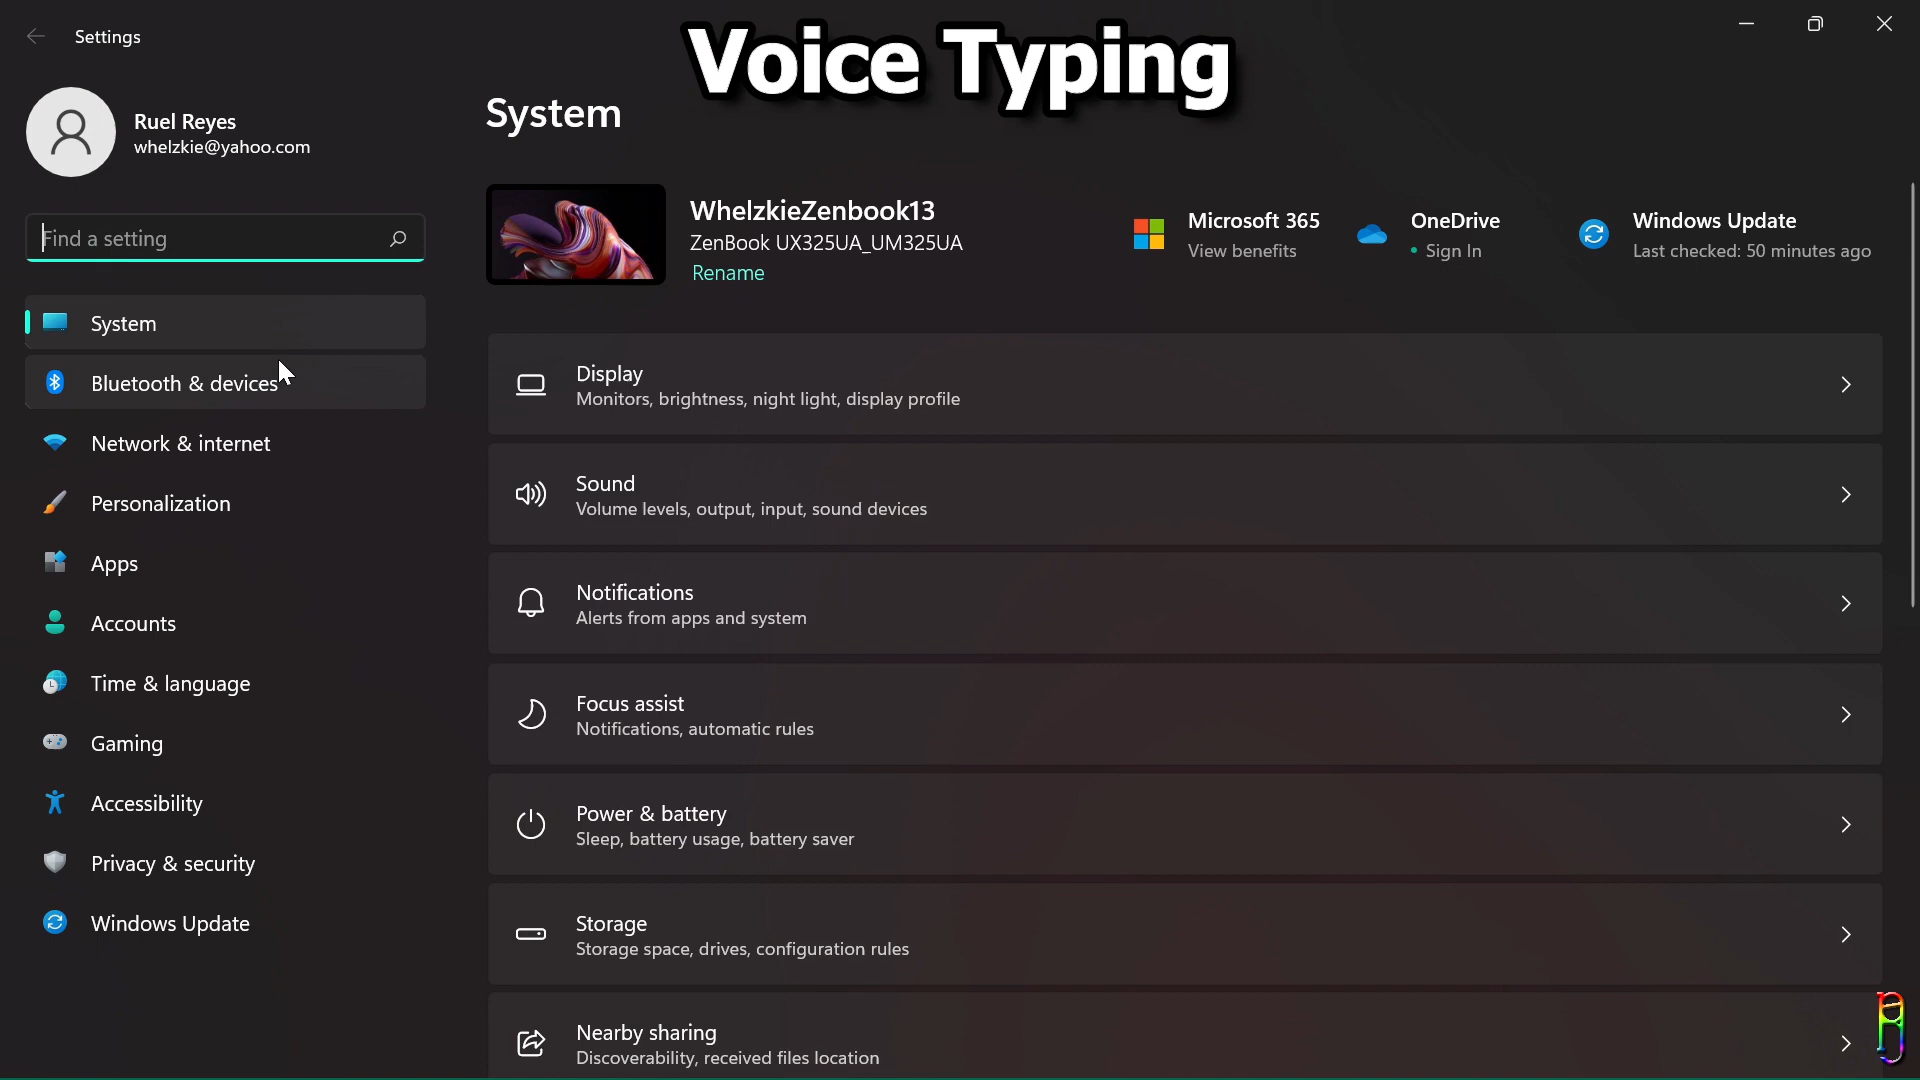 Settings
Voice Typing
Ruel Reyes
whelzkie@yahoo.com
Find a setting
System
Bluetooth & devices
Network & internet
Personalization
Apps
Accounts
Time & language
Gaming
Accessibility
Privacy & security
Windows Update
System
WhelzkieZenbook13
ZenBook UX325UA_UM325UA
Rename
Microsoft 365
View benefits
OneDrive
• Sign In
Windows Update
Last checked: 50 minutes ago
Display
Monitors, brightness, night light, display profile
Sound
Volume levels, output, input, sound devices
Notifications
Alerts from apps and system
Focus assist
Notifications, automatic rules
Power & battery
Sleep, battery usage, battery saver
Storage
Storage space, drives, configuration rules
Nearby sharing
Discoverability, received files location